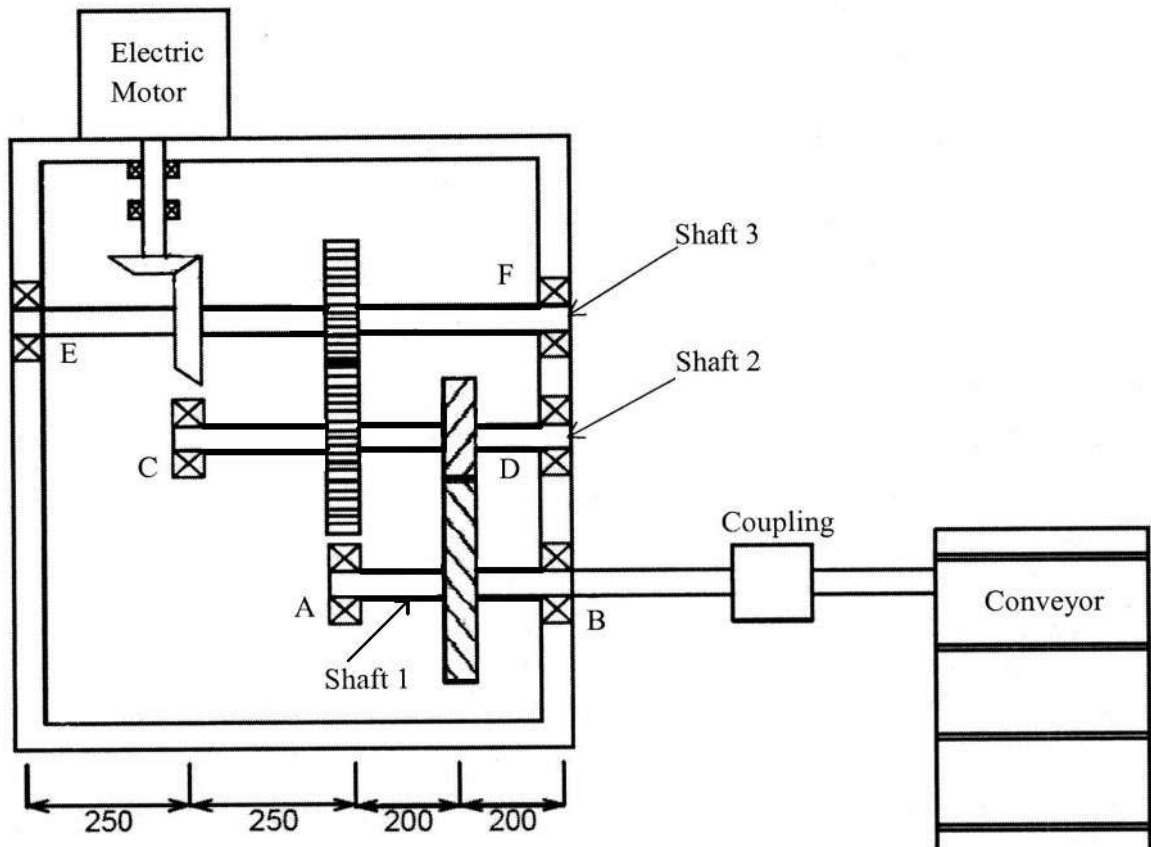 Electric
Motor
Shaft 3
F
E
Shaft 2
C
D
Coupling
A
B
Conveyor
Shaft 1
250
250
200
200